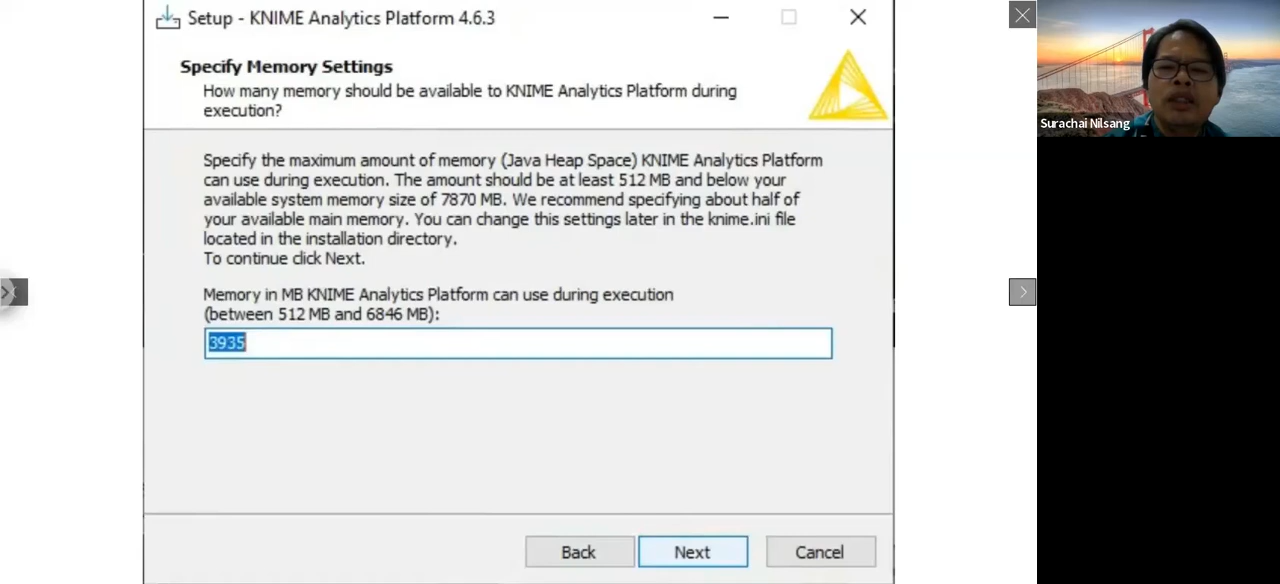 Setup - KNIME Analytics Platform 4.6.3
Specify Memory Settings
How many memory should be available to KNIME Analytics Platform during
execution?
Specify the maximum amount of memory (Java Heap Space) KNIME Analytics Platform
can use during execution. The amount should be at least 512 MB and below your
available system memory size of 7870 MB. We recommend specifying about half of
your available main memory. You can change this settings later in the knime.ini file
located in the installation directory.
To continue click Next.
Memory in MB KNIME Analytics Platform can use during execution
(between 512 MB and 6846 MB):
3935
Back
Next
Cancel
Surachai Nilsang